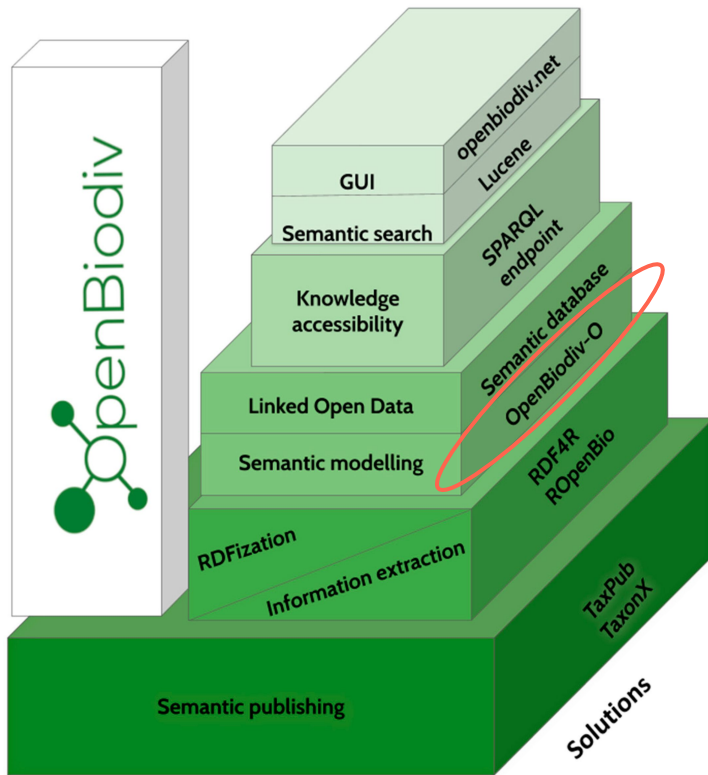 OpenBiodiv
openbiodiv.net
GUI
Lucene
Semantic search
SPARQL
endpoint
Knowledge
accessibility
Semantic database
Linked Open Data
OpenBiodiv-O
Semantic modelling
RDF4R
ROpenBio
RDFization
Information extraction
TaxPub
TaxonX
Semantic publishing
Solutions